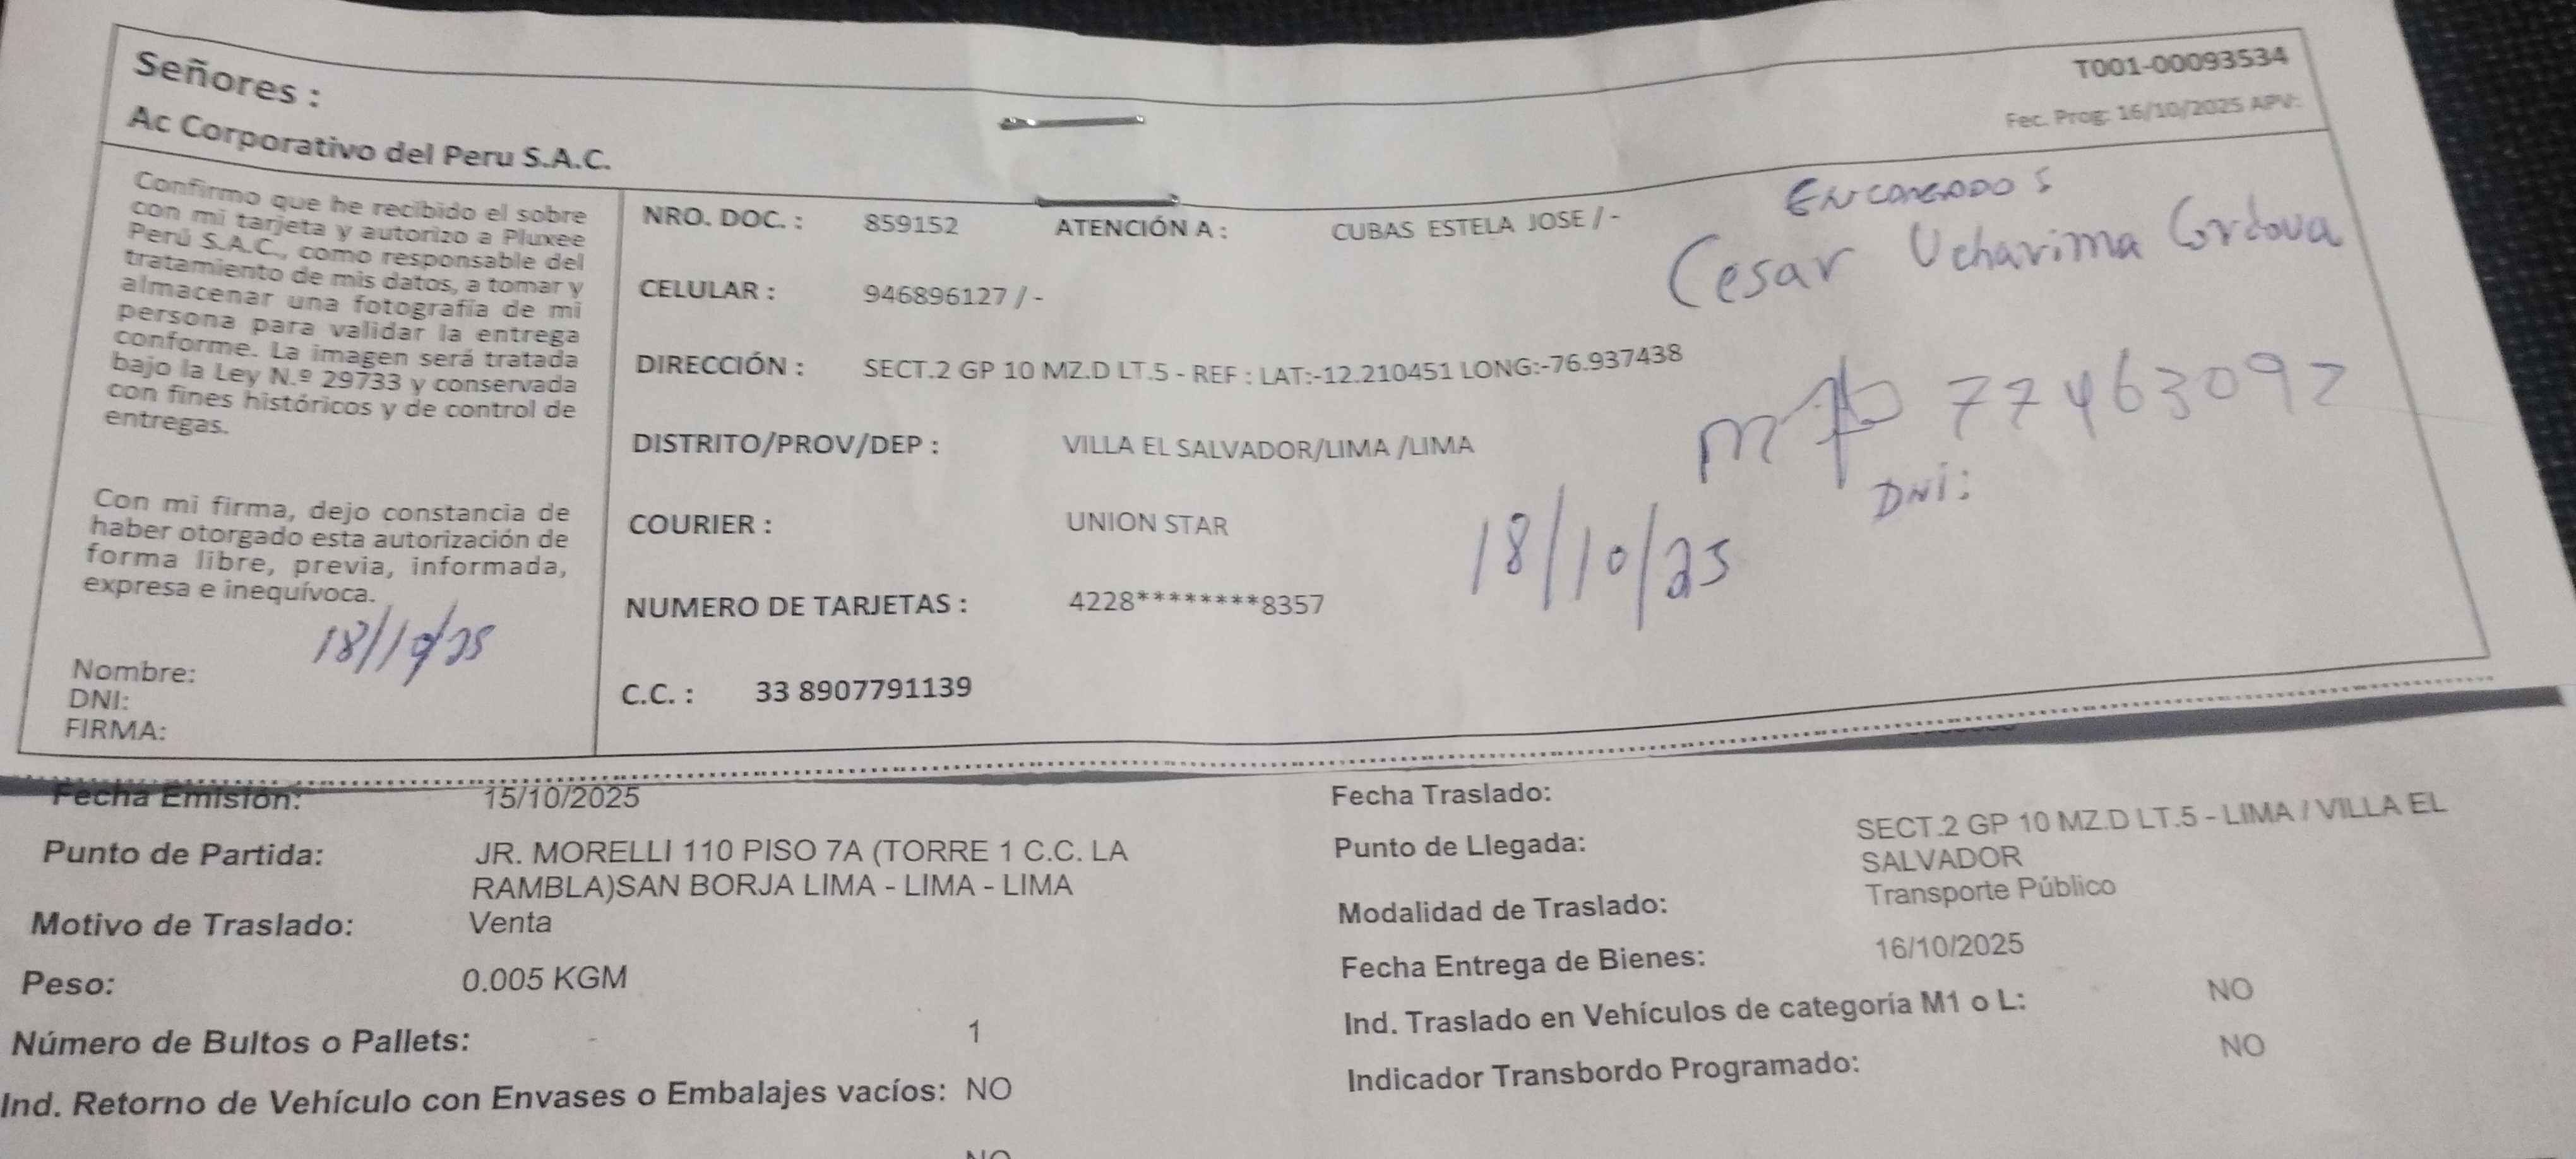 Señores :
Ac Corporativo del Peru S.A.C.
T001-00093534
Fec. Prog: 16/10/2025 APV:
Confirmo que he recibido el sobre
con mi tarjeta y autorizo a Pluxee
Perú S.A.C., como responsable del
tratamiento de mis datos, a tomar y
almacenar una fotografía de mi
persona para validar la entrega
conforme. La imagen será tratada
bajo la Ley N.º 29733 y conservada
con fines históricos y de control de
entregas.
Con mi firma, dejo constancia de
haber otorgado esta autorización de
forma libre, previa, informada,
expresa e inequívoca.
18/10/25
Nombre:
DNI:
FIRMA:
NRO. DOC. : 859152 ATENCIÓN A : CUBAS ESTELA JOSE / -
CELULAR : 946896127 / -
DIRECCIÓN : SECT.2 GP 10 MZ.D LT.5 - REF : LAT:-12.210451 LONG:-76.937438
DISTRITO/PROV/DEP : VILLA EL SALVADOR/LIMA /LIMA
COURIER : UNION STAR
NUMERO DE TARJETAS : 4228********8357
C.C. : 33 8907791139
Cesar Ucharima Cordova
77463092
DNI:
18/10/25
Fecha Emisión: 15/10/2025
Punto de Partida: JR. MORELLI 110 PISO 7A (TORRE 1 C.C. LA
RAMBLA)SAN BORJA LIMA - LIMA - LIMA
Motivo de Traslado: Venta
Peso: 0.005 KGM
Número de Bultos o Pallets: 1
Ind. Retorno de Vehículo con Envases o Embalajes vacíos: NO
NO
Fecha Traslado:
Punto de Llegada: SECT.2 GP 10 MZ.D LT.5 - LIMA / VILLA EL
SALVADOR
Modalidad de Traslado: Transporte Público
Fecha Entrega de Bienes: 16/10/2025
Ind. Traslado en Vehículos de categoría M1 o L: NO
Indicador Transbordo Programado: NO